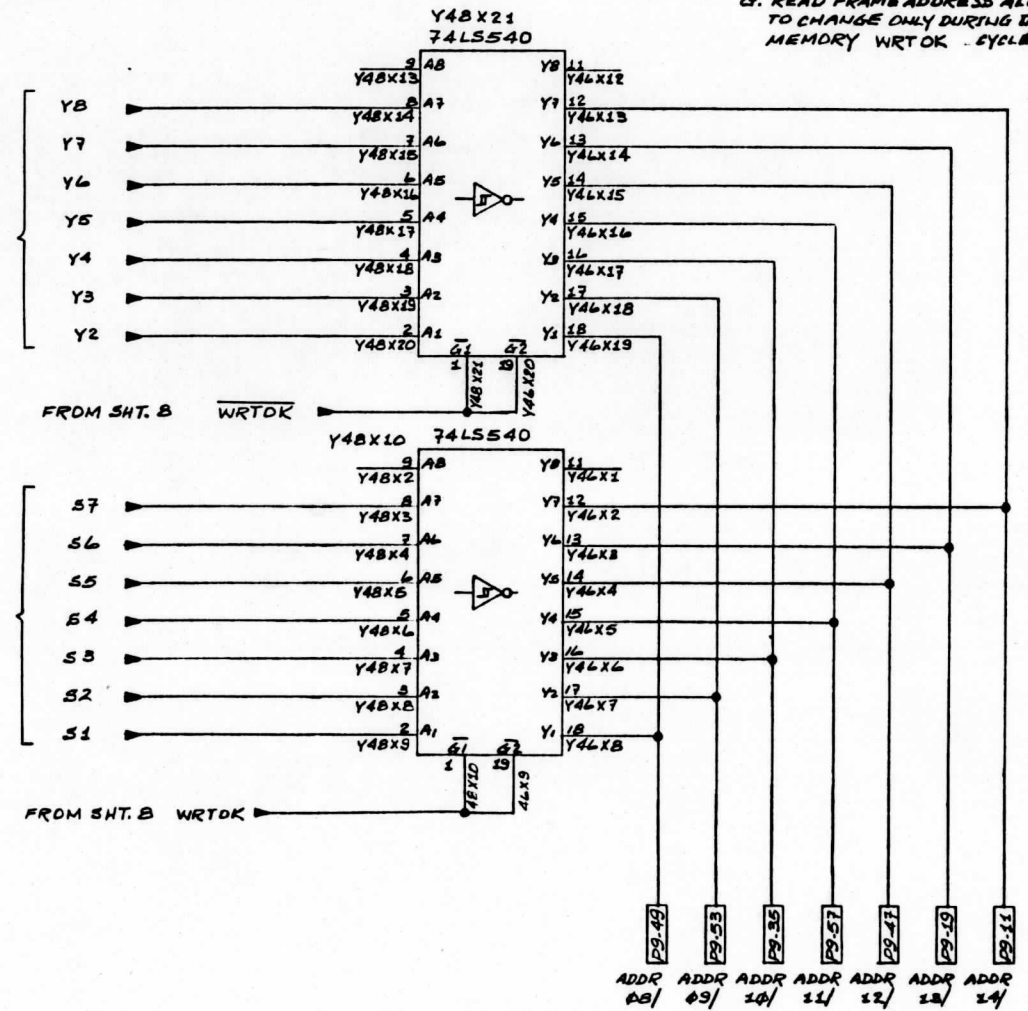 G. READ FRAME ADDRESS
TO CHANGE ONLY DURING
MEMORY WRTOK CYCLE
Y48X21
74LS540
9 A8 Y8 11
Y48X13 Y46X12
Y8 8 A7 Y7 12
Y48X14 Y46X13
Y7 7 A6 Y6 13
Y48X15 Y46X14
Y6 6 A5 Y5 14
Y48X16 Y46X15
Y5 5 A4 Y4 15
Y48X17 Y46X16
Y4 4 A3 Y3 16
Y48X18 Y46X17
Y3 3 A2 Y2 17
Y48X19 Y46X18
Y2 2 A1 Y1 18
Y48X20 Y46X19
G1 G2
1 19
Y48X21 Y46X20
FROM SHT. 8 WRTOK
Y48X10 74LS540
9 A8 Y8 11
Y48X2 Y46X1
S7 8 A7 Y7 12
Y48X3 Y46X2
S6 7 A6 Y6 13
Y48X4 Y46X3
S5 6 A5 Y5 14
Y48X5 Y46X4
S4 5 A4 Y4 15
Y48X6 Y46X5
S3 4 A3 Y3 16
Y48X7 Y46X6
S2 3 A2 Y2 17
Y48X8 Y46X7
S1 2 A1 Y1 18
Y48X9 Y46X8
G1 G2
1 19
48X10 46X9
FROM SHT. 8 WRTOK
P9-49 P9-53 P9-35 P9-57 P9-47 P9-19 P9-11
ADDR ADDR ADDR ADDR ADDR ADDR ADDR
08/ 09/ 10/ 11/ 12/ 13/ 14/